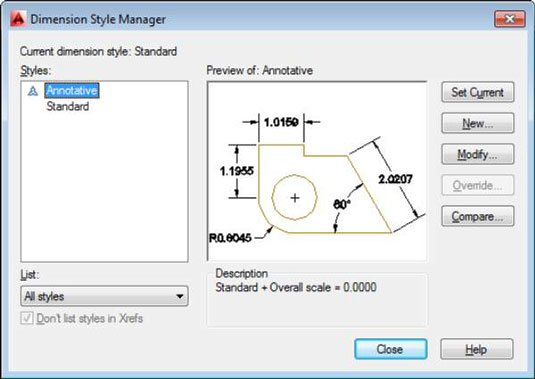 Dimension Style Manager
Current dimension style: Standard
Styles:
Annotative
Standard
List:
All styles
Don't list styles in Xrefs
Preview of: Annotative
1.0159
1.1955
2.0207
60°
R0.6045
Description
Standard + Overall scale = 0.0000
Set Current
New...
Modify...
Override...
Compare...
Close
Help